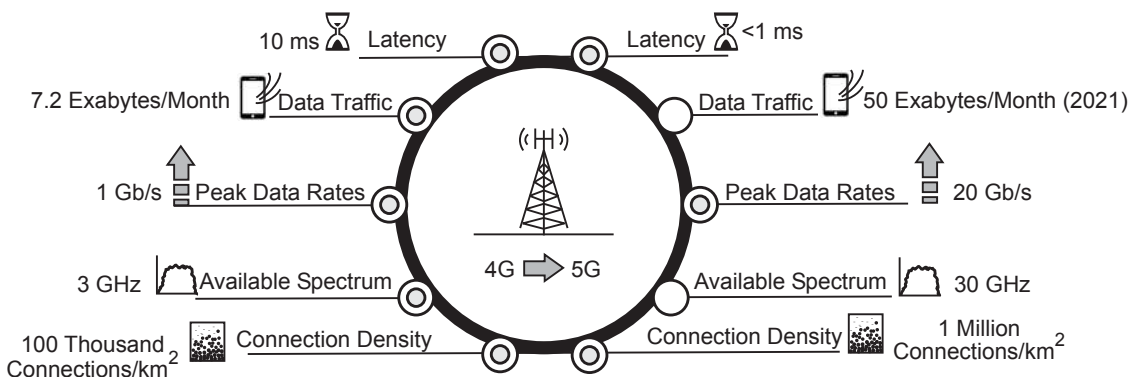 10 ms Latency
Latency <1 ms
7.2 Exabytes/Month Data Traffic
Data Traffic 50 Exabytes/Month (2021)
1 Gb/s Peak Data Rates
Peak Data Rates 20 Gb/s
4G 5G
3 GHz Available Spectrum
Available Spectrum 30 GHz
100 Thousand
Connections/km²
Connection Density
Connection Density
1 Million
Connections/km²